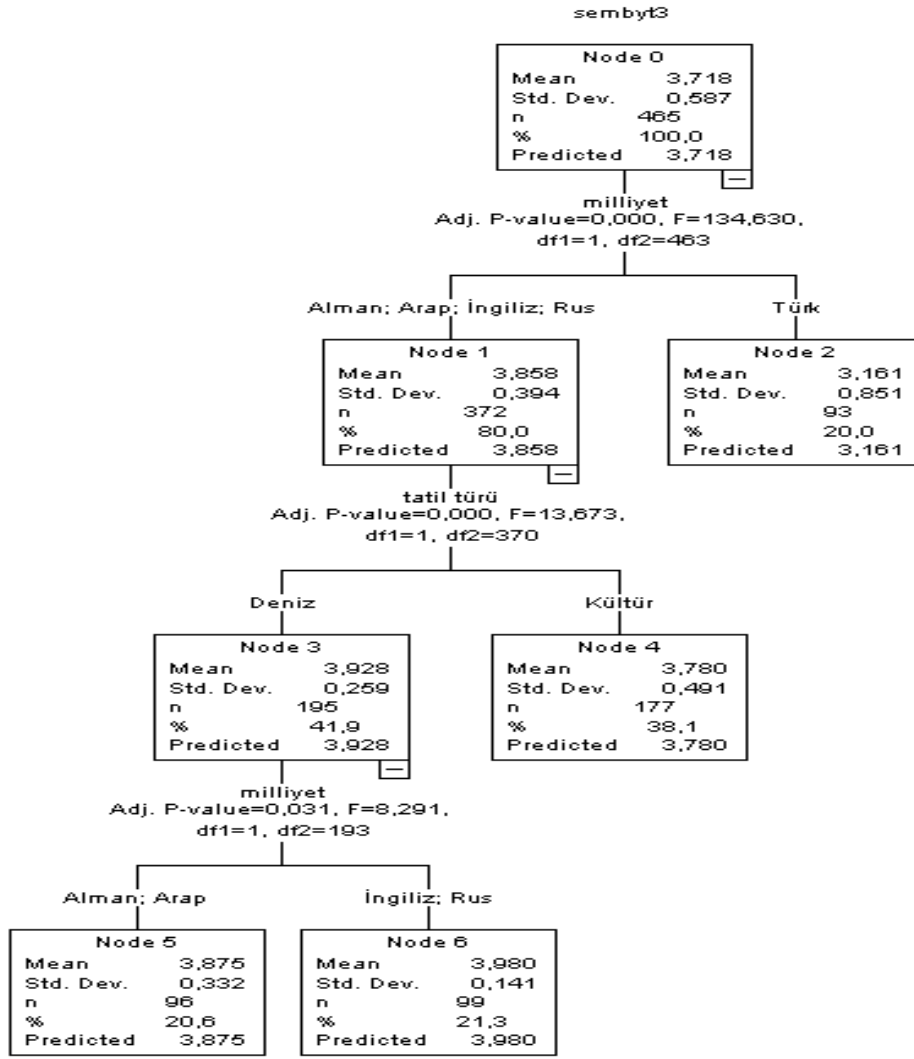 sembyt3
Node 0
Mean 3,718
Std. Dev. 0,587
n 465
% 100,0
Predicted 3,718
milliyet
Adj. P-value=0,000, F=134,630,
df1=1, df2=463
Alman; Arap; İngiliz; Rus
Türk
Node 1
Mean 3,858
Std. Dev. 0,394
n 372
% 80,0
Predicted 3,858
Node 2
Mean 3,161
Std. Dev. 0,851
n 93
% 20,0
Predicted 3,161
tatil türü
Adj. P-value=0,000, F=13,673,
df1=1, df2=370
Deniz
Kültür
Node 3
Mean 3,928
Std. Dev. 0,259
n 195
% 41,9
Predicted 3,928
Node 4
Mean 3,780
Std. Dev. 0,491
n 177
% 38,1
Predicted 3,780
milliyet
Adj. P-value=0,031, F=8,291,
df1=1, df2=193
Alman; Arap
İngiliz; Rus
Node 5
Mean 3,875
Std. Dev. 0,332
n 96
% 20,6
Predicted 3,875
Node 6
Mean 3,980
Std. Dev. 0,141
n 99
% 21,3
Predicted 3,980